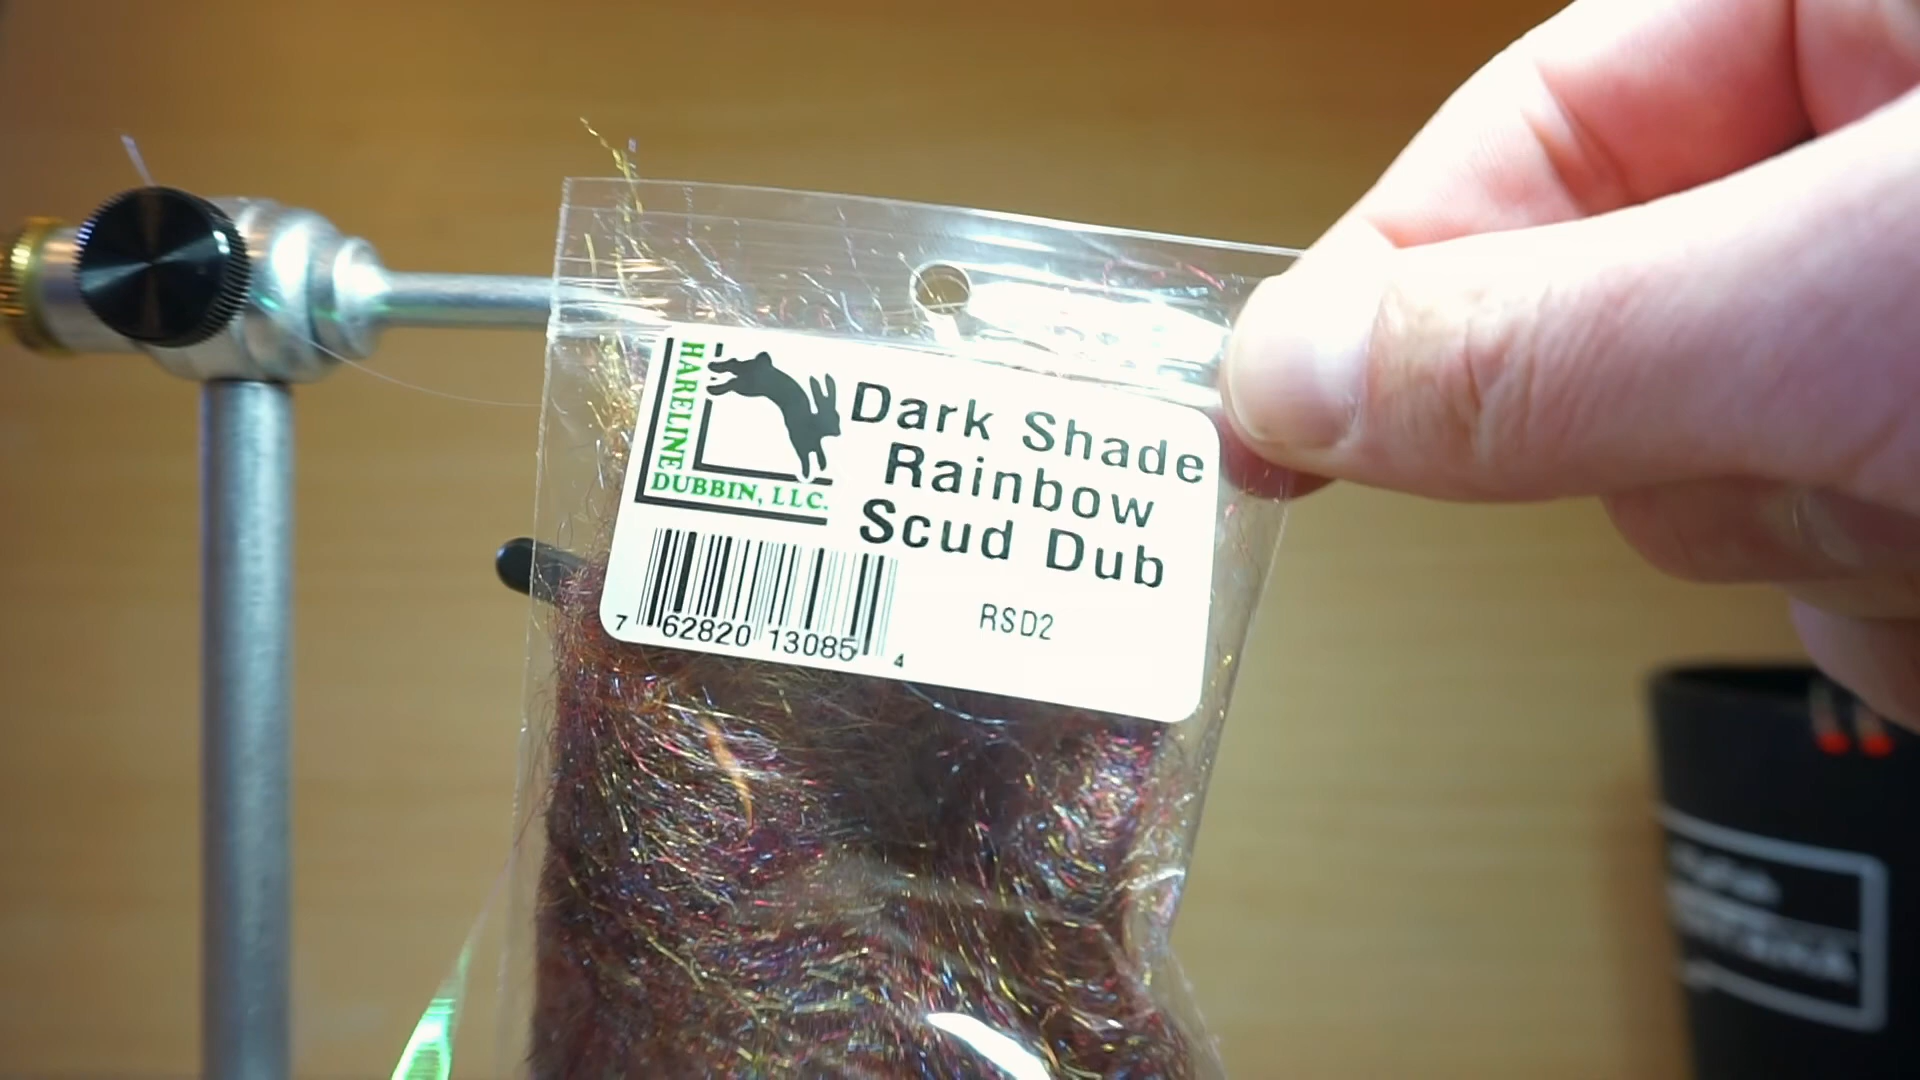 HARELINE
DUBBIN, LLC.
Dark Shade
Rainbow
Scud Dub
RSD2
7 62820 13085 4